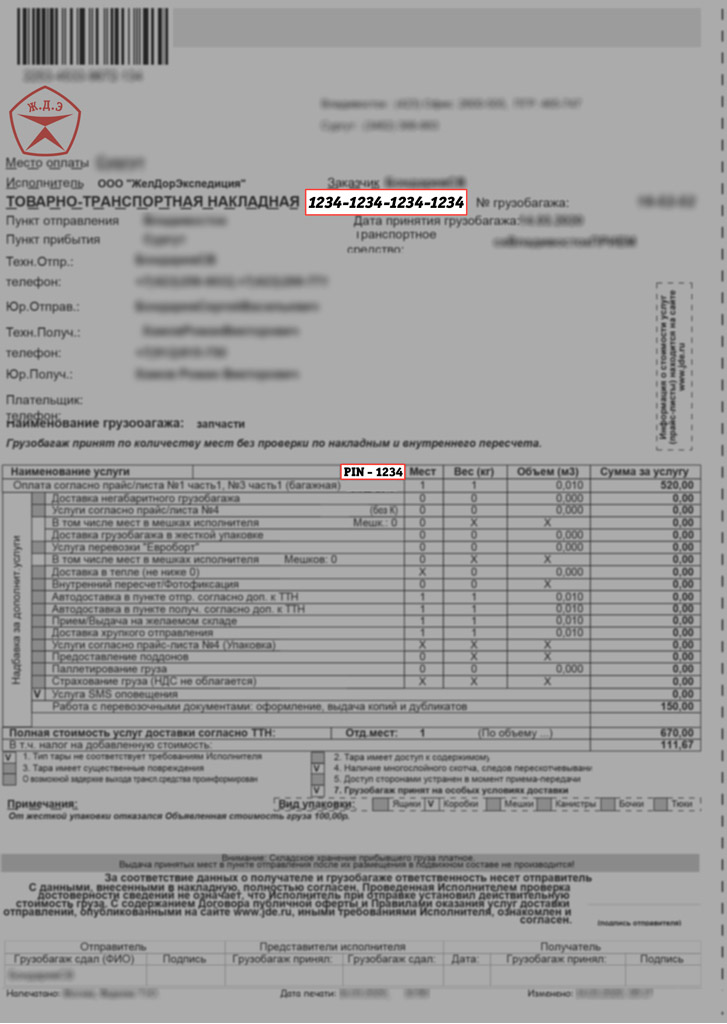 Ж.Д.Э
Место оплаты
Исполнитель ООО "ЖелДорЭкспедиция" Заказчик
ТОВАРНО-ТРАНСПОРТНАЯ НАКЛАДНАЯ 1234-1234-1234-1234 № грузобагажа:
Пункт отправления Дата принятия грузобагажа:
Пункт прибытия Транспортное
средство:
Техн.Отпр.:
телефон:
Юр.Отправ.:
Техн.Получ.:
телефон:
Юр.Получ.:
Информация о стоимости услуг
(прайс-листы) находится на сайте
www.jde.ru
Плательщик:
телефон:
Наименование грузобагажа: запчасти
Грузобагаж принят по количеству мест без проверки по накладным и внутреннего пересчета.
Наименование услуги PIN - 1234 Мест Вес (кг) Объем (м3) Сумма за услугу
Оплата согласно прайс/листа №1 часть1, №3 часть1 (багажная) 1 1 0,010 520,00
Надбавка за дополнит услуги
Доставка негабаритного грузобагажа 0 0 0,000 0,00
Услуги согласно прайс/листа №4 (без К) 0 0 0,000 0,00
В том числе мест в мешках исполнителя Мешк.: 0 0 X X 0,00
Доставка грузобагажа в жесткой упаковке 0 0 0,000 0,00
Услуга перевозки "Евроборт" 0 0 0,000 0,00
В том числе мест в мешках исполнителя Мешков: 0 0 X X 0,00
Доставка в тепле (не ниже 0) X 0 0,000 0,00
Внутренний пересчет/Фотофиксация 0 0 X 0,00
Автодоставка в пункте отпр. согласно доп. к ТТН 1 1 0,010 0,00
Автодоставка в пункте получ. согласно доп. к ТТН 1 1 0,010 0,00
Прием/Выдача на желаемом складе 1 1 0,010 0,00
Доставка хрупкого отправления 1 1 0,010 0,00
Услуги согласно прайс-листа №4 (Упаковка) X X X 0,00
Предоставление поддонов 0 X X 0,00
Паллетирование груза 0 0 0,000 0,00
Страхование груза (НДС не облагается) X X X 0,00
V Услуга SMS оповещения 0,00
Работа с перевозочными документами: оформление, выдача копий и дубликатов 150,00
Полная стоимость услуг доставки согласно ТТН: Отд.мест: 1 (По объему ...) 670,00
В т.ч. налог на добавленную стоимость: 111,67
V 1. Тип тары не соответствует требованиям Исполнителя 2. Тара имеет доступ к содержимому
3. Тара имеет существенные повреждения V 4. Наличие многослойного скотча, следов перескотчевывани
О возможной задержке выхода трансп.средства проинформирован 5. Доступ сторонами устранен в момент приема-передачи
V 7. Грузобагаж принят на особых условиях доставки
Примечания: Вид упаковки: Ящики V Коробки Мешки Канистры Бочки Тюки
От жесткой упаковки отказался Объявленная стоимость груза 100,00р.
Внимание: Складское хранение прибывшего груза платное.
Выдача принятых мест в пункте отправления после их размещения в подвижном составе не производится!
За соответствие данных о получателе и грузобагаже ответственность несет отправитель
С данными, внесенными в накладную, полностью согласен. Проведенная Исполнителем проверка
достоверности сведений не означает, что Исполнитель при отправке установил действительную
стоимость груза. С содержанием Договора публичной оферты и Правилами оказания услуг доставки
отправлений, опубликованными на сайте www.jde.ru, иными требованиями Исполнителя, ознакомлен и
согласен.
(подпись отправителя)
Отправитель Представители исполнителя Получатель
Грузобагаж сдал (ФИО) Подпись Грузобагаж принял: Грузобагаж сдал: Дата: Грузобагаж принял: Подпись
Напечатано: Дата печати: Изменено: